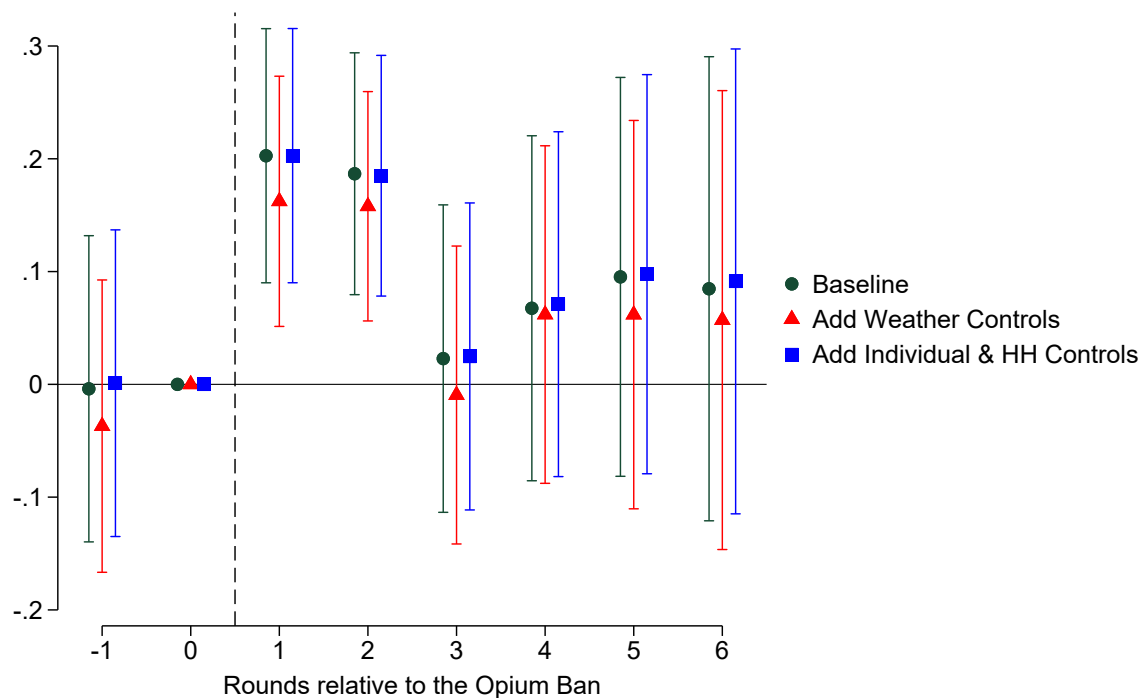 .3
.2
.1
0
-.1
-.2
-1 0 1 2 3 4 5 6
Rounds relative to the Opium Ban
Baseline
Add Weather Controls
Add Individual & HH Controls